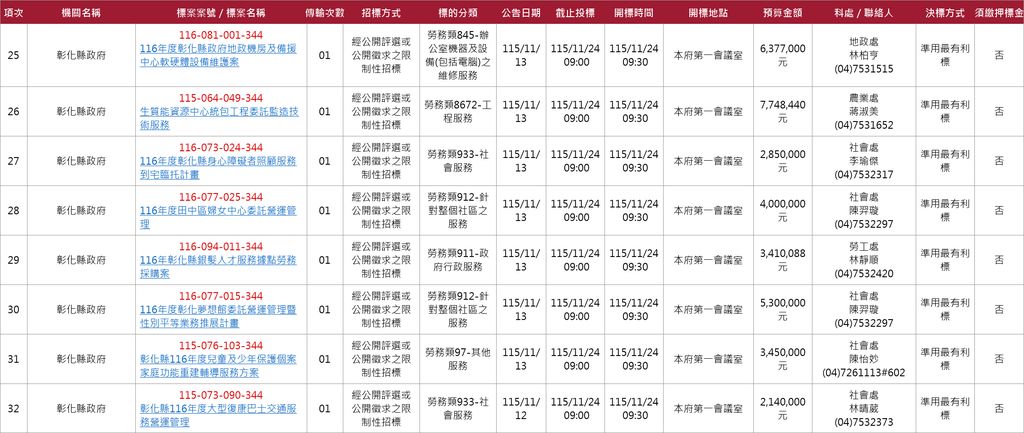 項次 機關名稱 標案案號 / 標案名稱 傳輸次數 招標方式 標的分類 公告日期 截止投標 開標時間 開標地點 預算金額 科處 / 聯絡人 決標方式 須繳押標金
25 彰化縣政府 116-081-001-344 116年度彰化縣政府地政機房及備援中心軟硬體設備維護案 01 經公開評選或公開徵求之限制性招標 勞務類845-辦公室機器及設備(包括電腦)之維修服務 115/11/13 115/11/24 09:00 115/11/24 09:30 本府第一會議室 6,377,000元 地政處 林柏亨 (04)7531515 準用最有利標 否
26 彰化縣政府 115-064-049-344 生質能資源中心統包工程委託監造技術服務 01 經公開評選或公開徵求之限制性招標 勞務類8672-工程服務 115/11/13 115/11/24 09:00 115/11/24 09:30 本府第一會議室 7,748,440元 農業處 蔣淑美 (04)7531652 準用最有利標 否
27 彰化縣政府 116-073-024-344 116年度彰化縣身心障礙者照顧服務到宅臨托計畫 01 經公開評選或公開徵求之限制性招標 勞務類933-社會服務 115/11/13 115/11/24 09:00 115/11/24 09:30 本府第一會議室 2,850,000元 社會處 李瑜傑 (04)7532317 準用最有利標 否
28 彰化縣政府 116-077-025-344 116年度田中區婦女中心委託營運管理 01 經公開評選或公開徵求之限制性招標 勞務類912-針對整個社區之服務 115/11/13 115/11/24 09:00 115/11/24 09:30 本府第一會議室 4,000,000元 社會處 陳羿璇 (04)7532297 準用最有利標 否
29 彰化縣政府 116-094-011-344 116年彰化縣銀髮人才服務據點勞務採購案 01 經公開評選或公開徵求之限制性招標 勞務類911-政府行政服務 115/11/13 115/11/24 09:00 115/11/24 09:30 本府第一會議室 3,410,088元 勞工處 林靜順 (04)7532420 準用最有利標 否
30 彰化縣政府 116-077-015-344 116年度彰化夢想館委託營運管理暨性別平等業務推展計畫 01 經公開評選或公開徵求之限制性招標 勞務類912-針對整個社區之服務 115/11/13 115/11/24 09:00 115/11/24 09:30 本府第一會議室 5,300,000元 社會處 陳羿璇 (04)7532297 準用最有利標 否
31 彰化縣政府 115-076-103-344 彰化縣116年度兒童及少年保護個案家庭功能重建輔導服務方案 01 經公開評選或公開徵求之限制性招標 勞務類97-其他服務 115/11/13 115/11/24 09:00 115/11/24 09:30 本府第一會議室 3,450,000元 社會處 陳怡妙 (04)7261113#602 準用最有利標 否
32 彰化縣政府 115-073-090-344 彰化縣116年度大型復康巴士交通服務營運管理 01 經公開評選或公開徵求之限制性招標 勞務類933-社會服務 115/11/12 115/11/24 09:00 115/11/24 09:30 本府第一會議室 2,140,000元 社會處 林晴葳 (04)7532373 準用最有利標 否